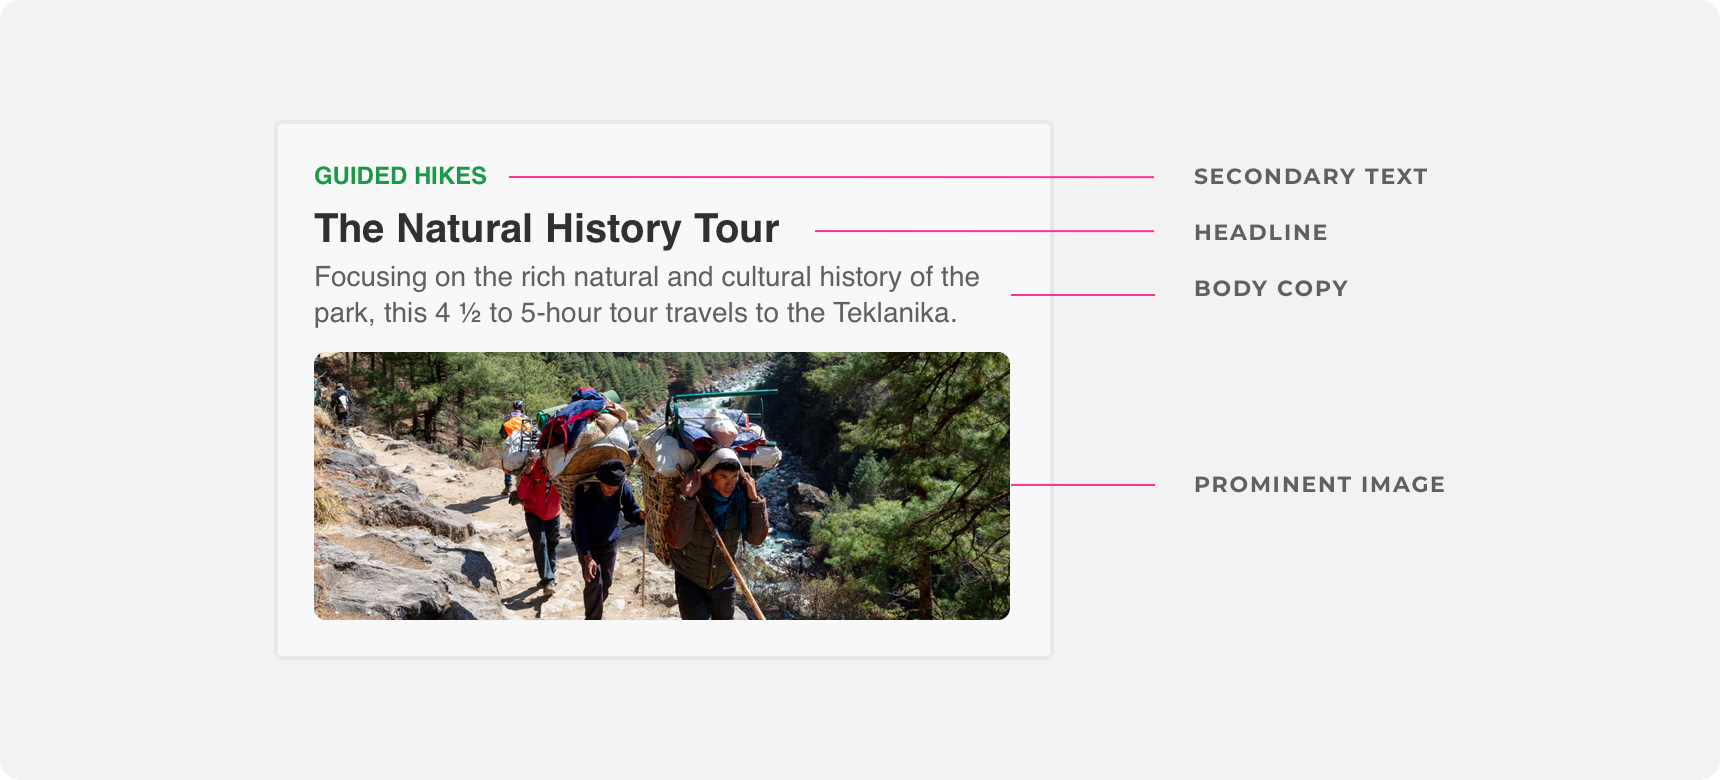 GUIDED HIKES
SECONDARY TEXT
The Natural History Tour
HEADLINE
Focusing on the rich natural and cultural history of the
park, this 4 ½ to 5-hour tour travels to the Teklanika.
BODY COPY
PROMINENT IMAGE